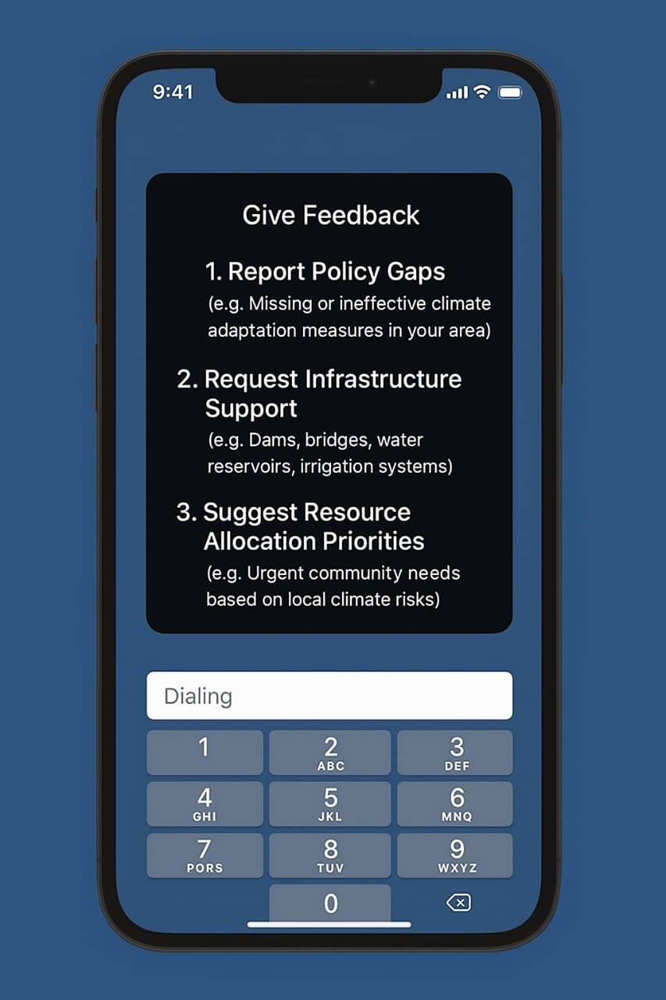 9:41
Give Feedback
1. Report Policy Gaps
(e.g. Missing or ineffective climate
adaptation measures in your area)
2. Request Infrastructure
Support
(e.g. Dams, bridges, water
reservoirs, irrigation systems)
3. Suggest Resource
Allocation Priorities
(e.g. Urgent community needs
based on local climate risks)
Dialing
1 2 3
ABC DEF
4 5 6
GHI JKL MNQ
7 8 9
PORS TUV WXYZ
0